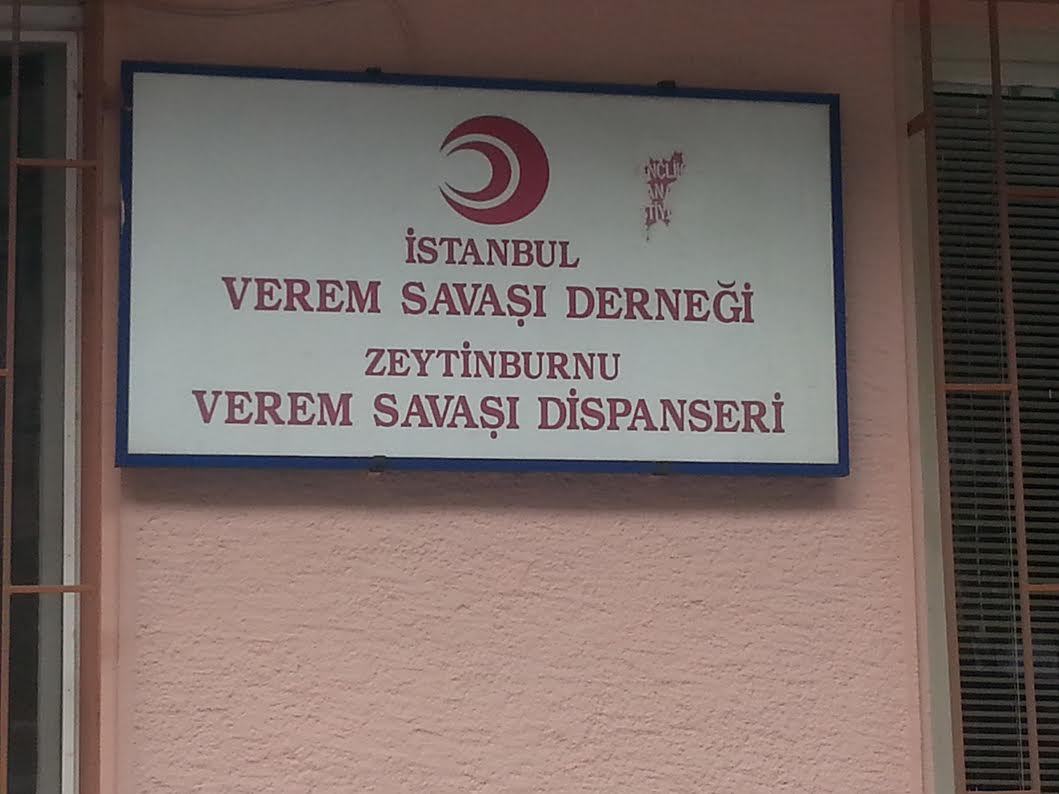 İSTANBUL
VEREM SAVAŞI DERNEĞİ
ZEYTİNBURNU
VEREM SAVAŞI DİSPANSERİ